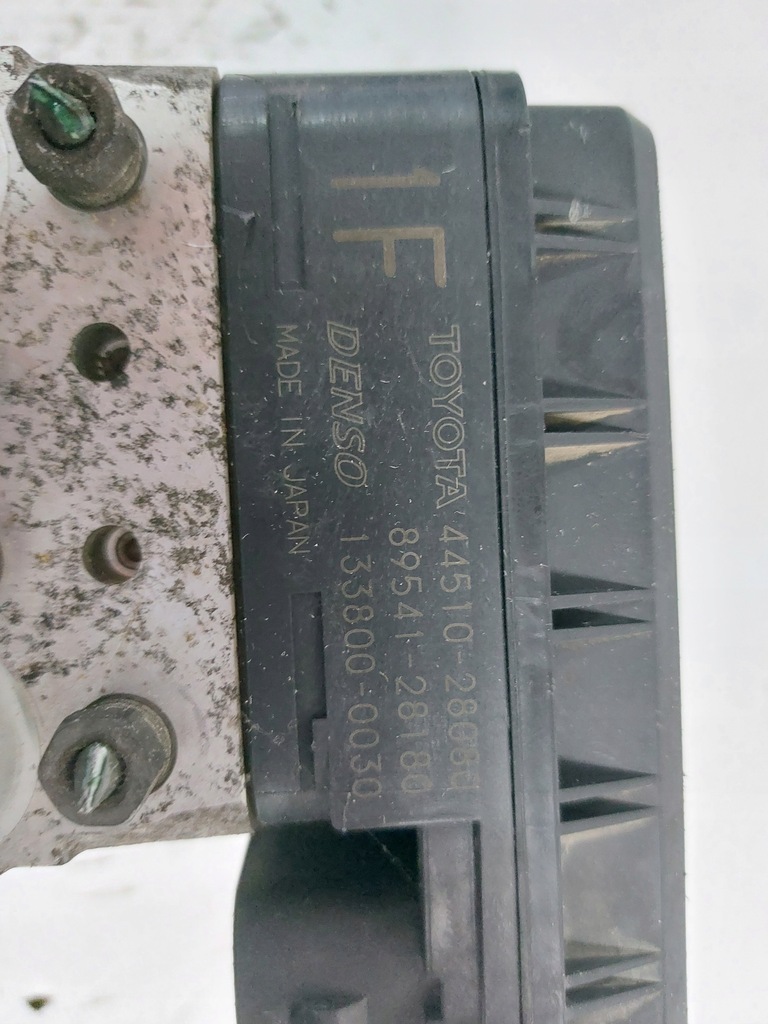 1F
TOYOTA 44510-28080
89541-28180
DENSO 133800-0030
MADE IN JAPAN